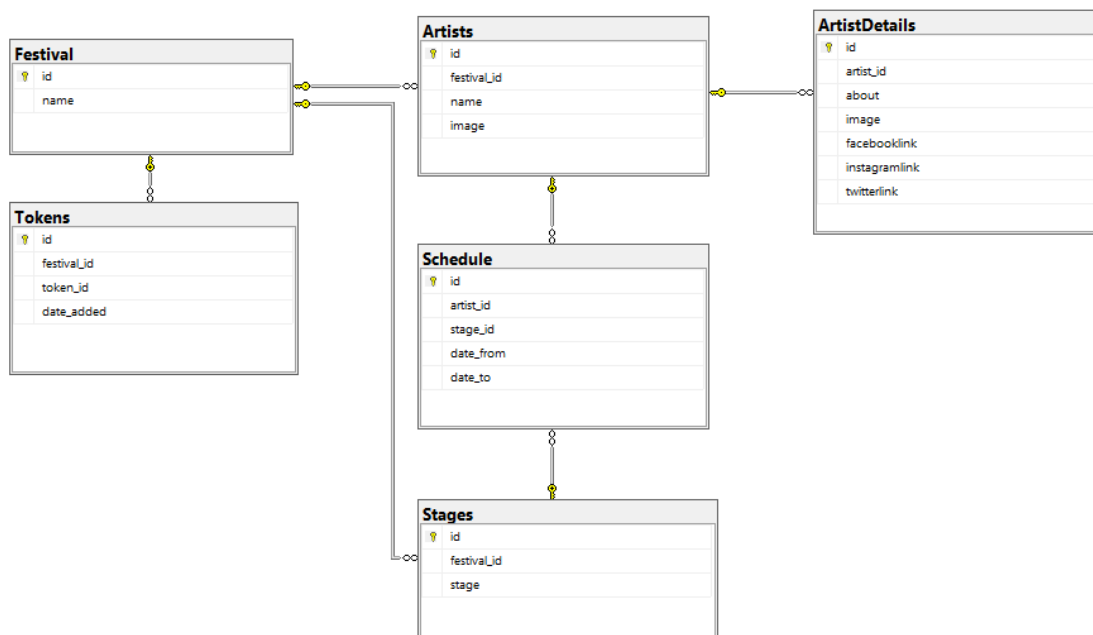 Festival
id
name
Tokens
id
festival_id
token_id
date_added
Artists
id
festival_id
name
image
Schedule
id
artist_id
stage_id
date_from
date_to
Stages
id
festival_id
stage
ArtistDetails
id
artist_id
about
image
facebooklink
instagramlink
twitterlink